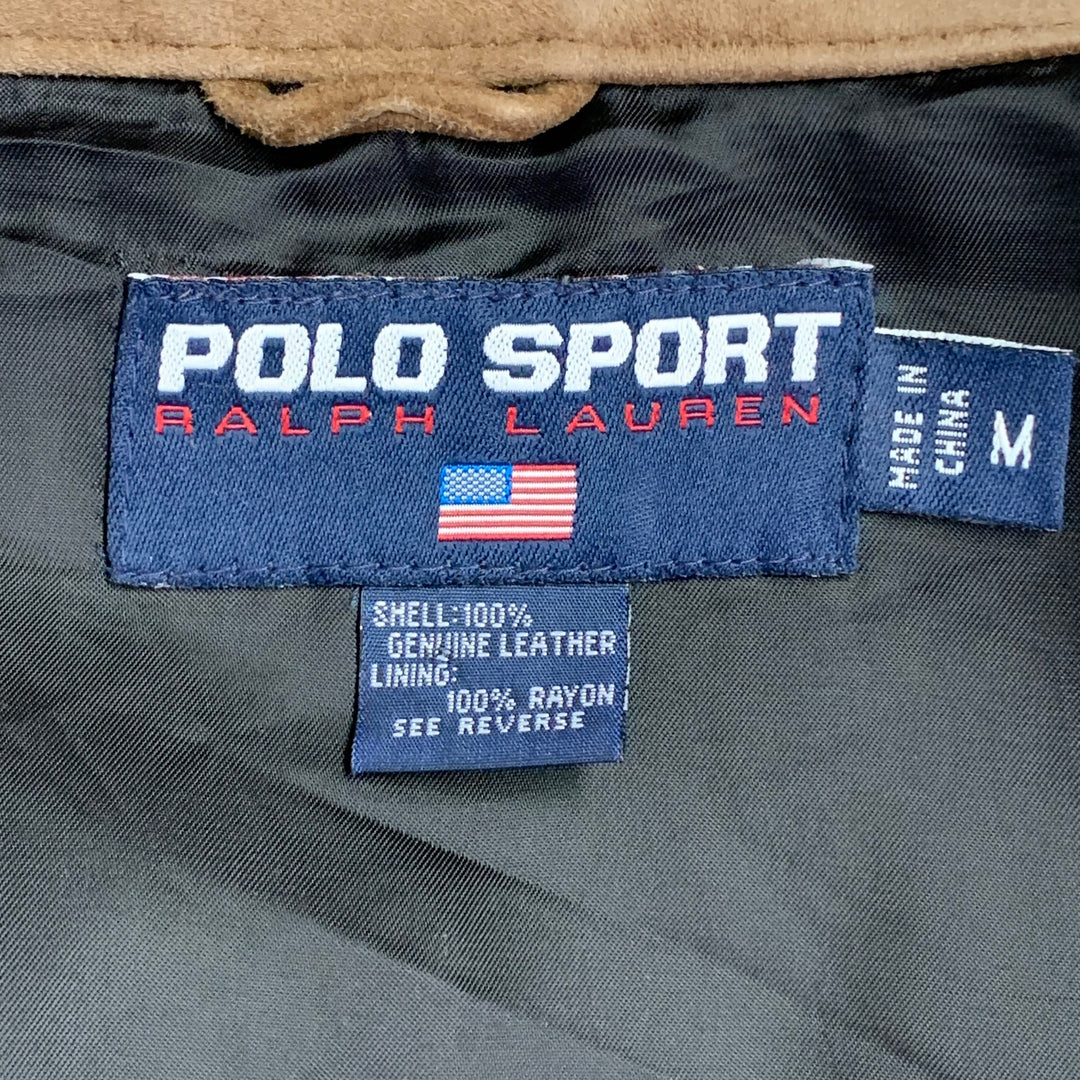 POLO SPORT
RALPH LAUREN
MADE IN
CHINA
M
SHELL:100%
GENUINE LEATHER
LINING:
100% RAYON
SEE REVERSE